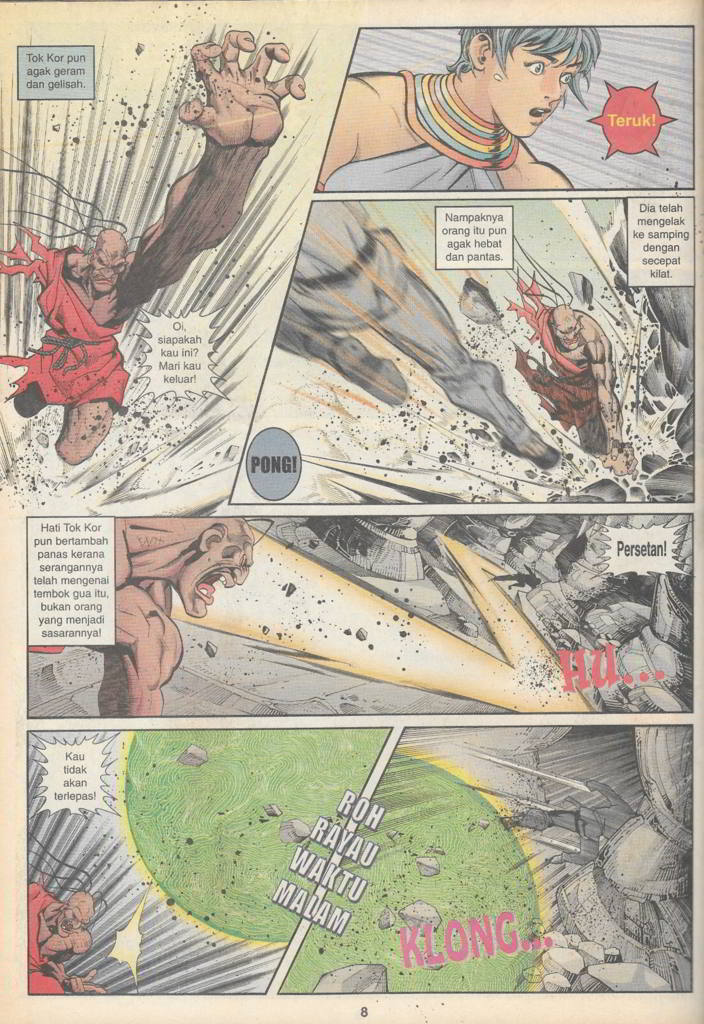 Tok Kor pun
agak geram
dan gelisah.
Oi,
siapakah
kau ini?
Mari kau
keluar!
Teruk!
Nampaknya
orang itu pun
agak hebat
dan pantas.
Dia telah
mengelak
ke samping
dengan
secepat
kilat.
PONG!
Hati Tok Kor
pun bertambah
panas kerana
serangannya
telah mengenai
tembok gua itu,
bukan orang
yang menjadi
sasarannya!
Persetan!
HU...
Kau
tidak
akan
terlepas!
ROH
RAYAU
WAKTU
MALAM
KLONG...
8